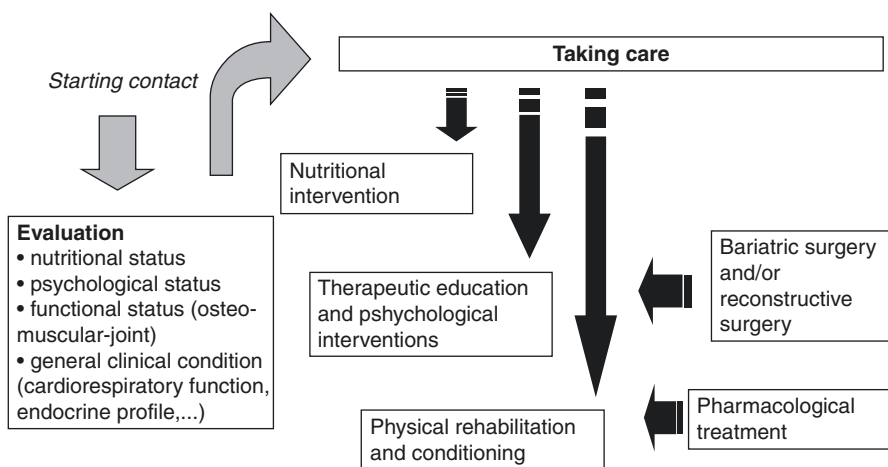 Starting contact
Taking care
Evaluation
• nutritional status
• psychological status
• functional status (osteo-
muscular-joint)
• general clinical condition
(cardiorespiratory function,
endocrine profile,...)
Nutritional
intervention
Therapeutic education
and pshychological
interventions
Physical rehabilitation
and conditioning
Bariatric surgery
and/or
reconstructive
surgery
Pharmacological
treatment